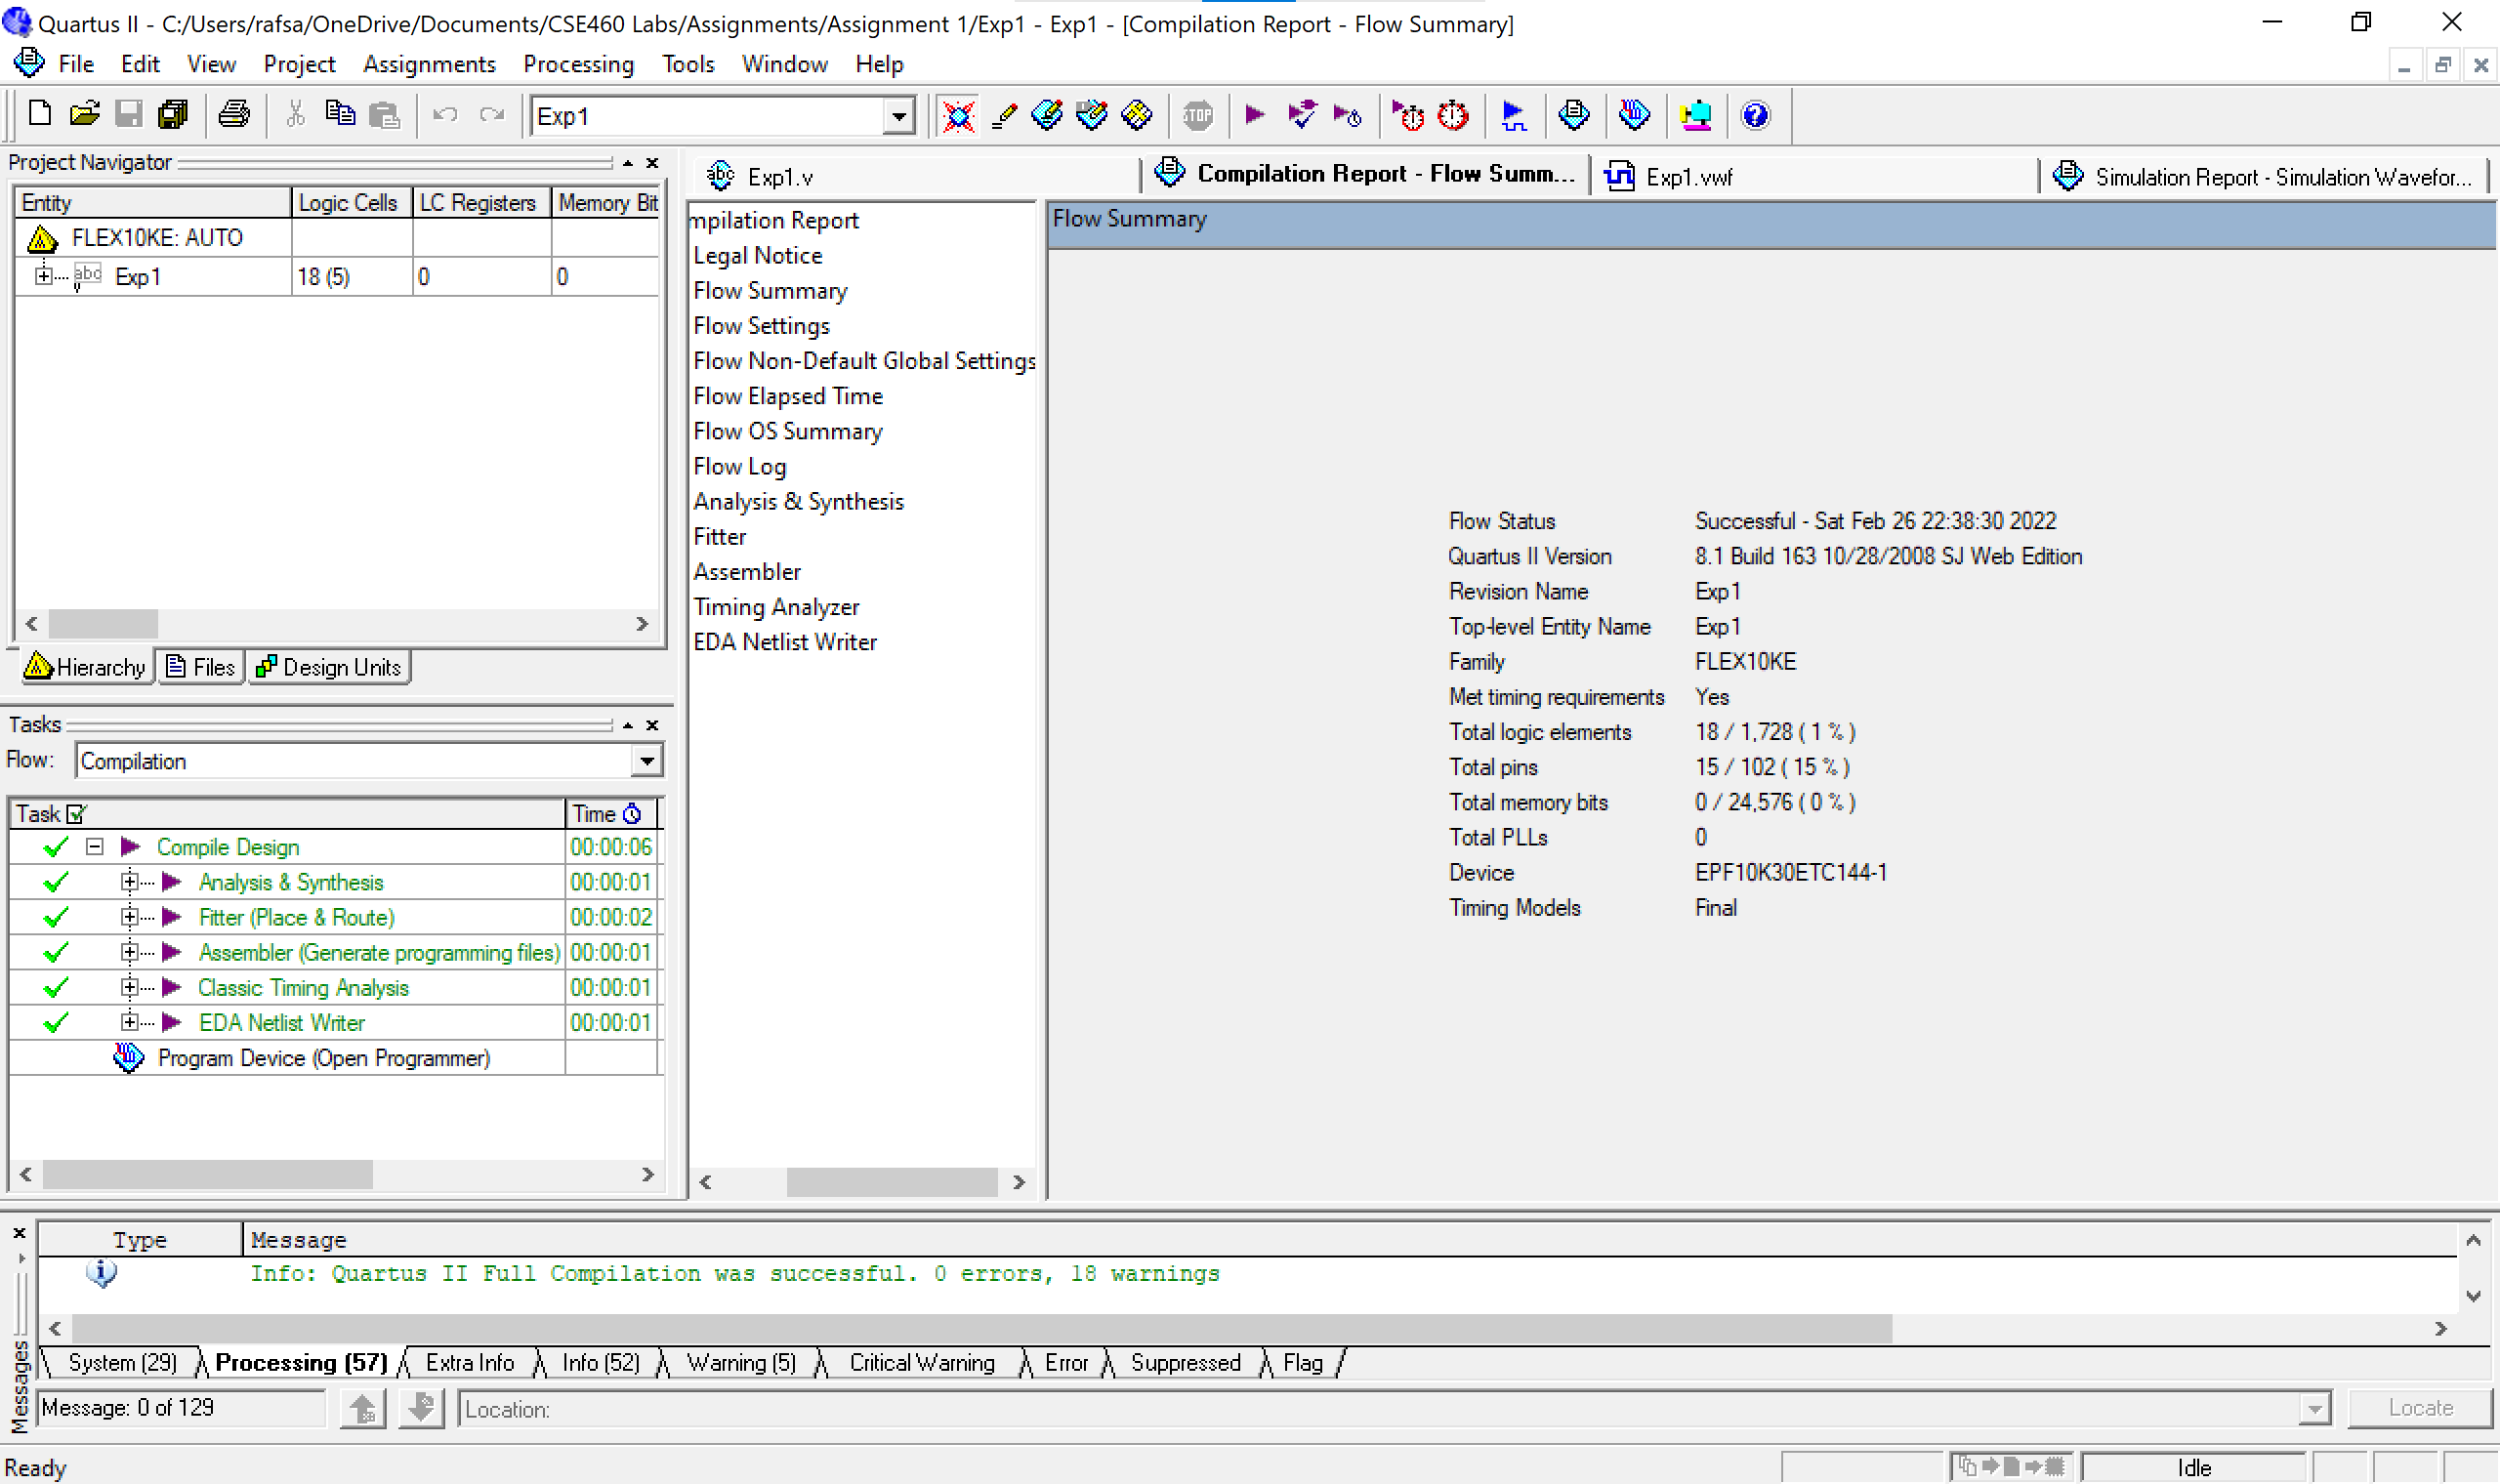 Quartus II - C:/Users/rafsa/OneDrive/Documents/CSE460 Labs/Assignments/Assignment 1/Exp1 - Exp1 - [Compilation Report - Flow Summary]
File Edit View Project Assignments Processing Tools Window Help
Exp1
STOP
Project Navigator
Entity Logic Cells LC Registers Memory Bit
FLEX10KE: AUTO
abc Exp1 18 (5) 0 0
Hierarchy Files Design Units
Tasks
Flow: Compilation
Task Time
Compile Design 00:00:06
Analysis & Synthesis 00:00:01
Fitter (Place & Route) 00:00:02
Assembler (Generate programming files) 00:00:01
Classic Timing Analysis 00:00:01
EDA Netlist Writer 00:00:01
Program Device (Open Programmer)
abc Exp1.v
Compilation Report - Flow Summ...
Exp1.vwf
Simulation Report - Simulation Wavefor...
mpilation Report
Legal Notice
Flow Summary
Flow Settings
Flow Non-Default Global Settings
Flow Elapsed Time
Flow OS Summary
Flow Log
Analysis & Synthesis
Fitter
Assembler
Timing Analyzer
EDA Netlist Writer
Flow Summary
Flow Status Successful - Sat Feb 26 22:38:30 2022
Quartus II Version 8.1 Build 163 10/28/2008 SJ Web Edition
Revision Name Exp1
Top-level Entity Name Exp1
Family FLEX10KE
Met timing requirements Yes
Total logic elements 18 / 1,728 ( 1 % )
Total pins 15 / 102 ( 15 % )
Total memory bits 0 / 24,576 ( 0 % )
Total PLLs 0
Device EPF10K30ETC144-1
Timing Models Final
Type Message
Info: Quartus II Full Compilation was successful. 0 errors, 18 warnings
System (29) Processing (57) Extra Info Info (52) Warning (5) Critical Warning Error Suppressed Flag
Messages
Message: 0 of 129 Location: Locate
Ready Idle